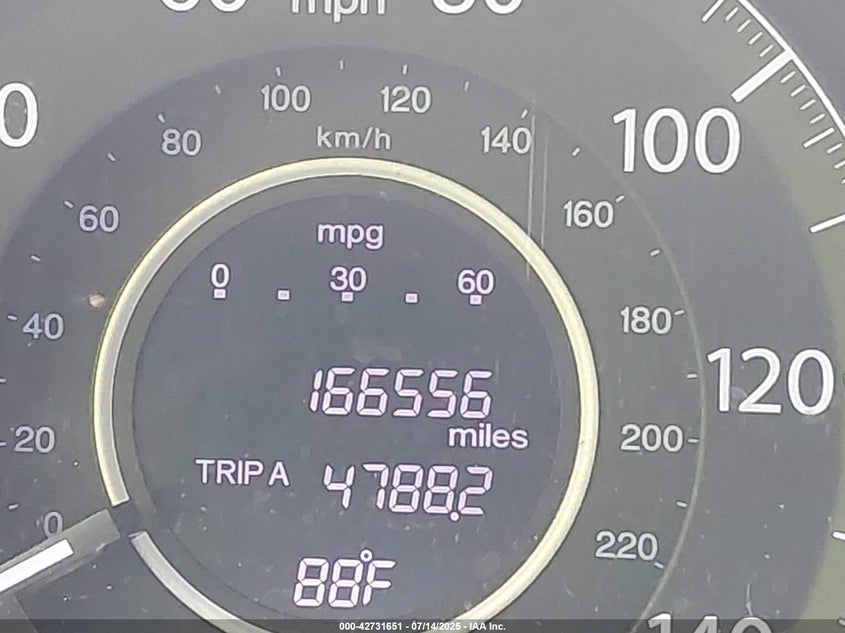 mph
100 120
80 km/h 140 100
60 mpg 160
0 30 60
40 180
166556 120
miles
20 200
TRIP A 4788.2
0
220
88°F
000-42731651 - 07/14/2025 - IAA Inc.